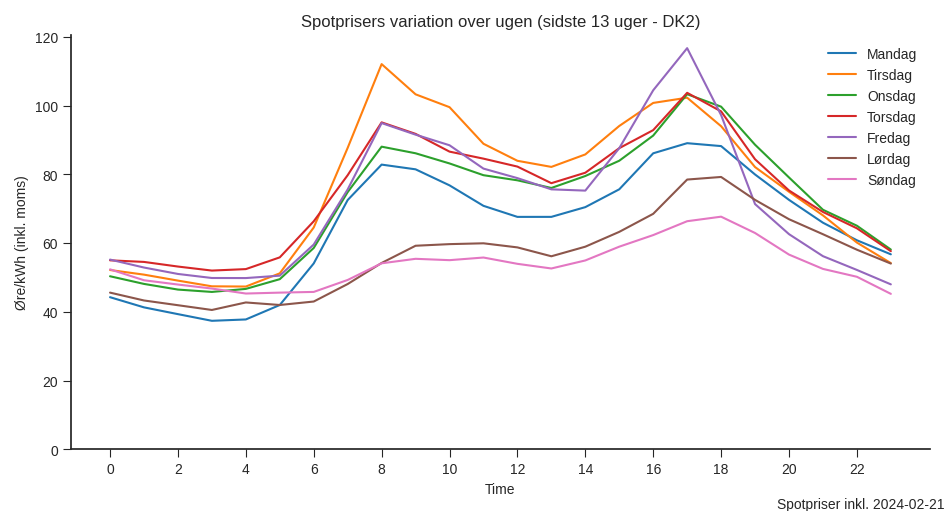 Spotprisers variation over ugen (sidste 13 uger - DK2)
120
100
80
60
40
20
0
Øre/kWh (inkl. moms)
Mandag
Tirsdag
Onsdag
Torsdag
Fredag
Lørdag
Søndag
0 2 4 6 8 10 12 14 16 18 20 22
Time
Spotpriser inkl. 2024-02-21